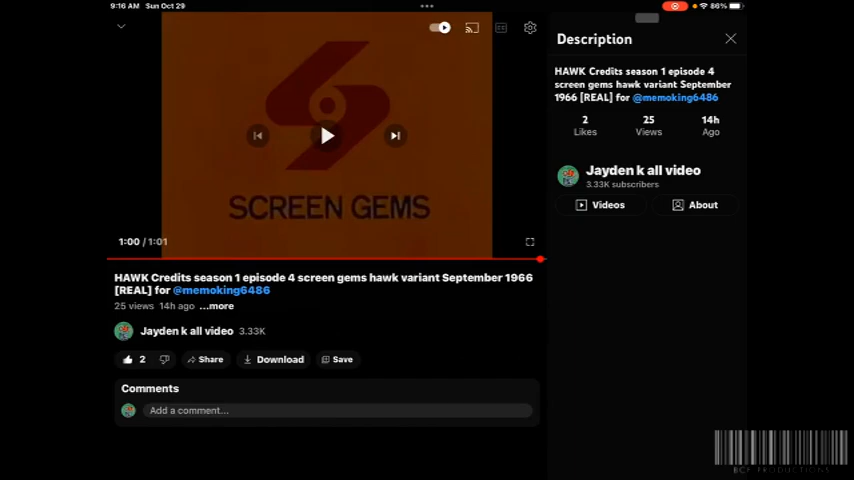 9:16 AM Sun Oct 29
86%
SCREEN GEMS
1:00 / 1:01
HAWK Credits season 1 episode 4 screen gems hawk variant September 1966
[REAL] for @memoking6486
25 views 14h ago ...more
Jayden k all video 3.33K
2 Share Download Save
Comments
Add a comment...
Description
HAWK Credits season 1 episode 4
screen gems hawk variant September
1966 [REAL] for @memoking6486
2 25 14h
Likes Views Ago
Jayden k all video
3.33K subscribers
Videos About
BCP PRODUCTIONS